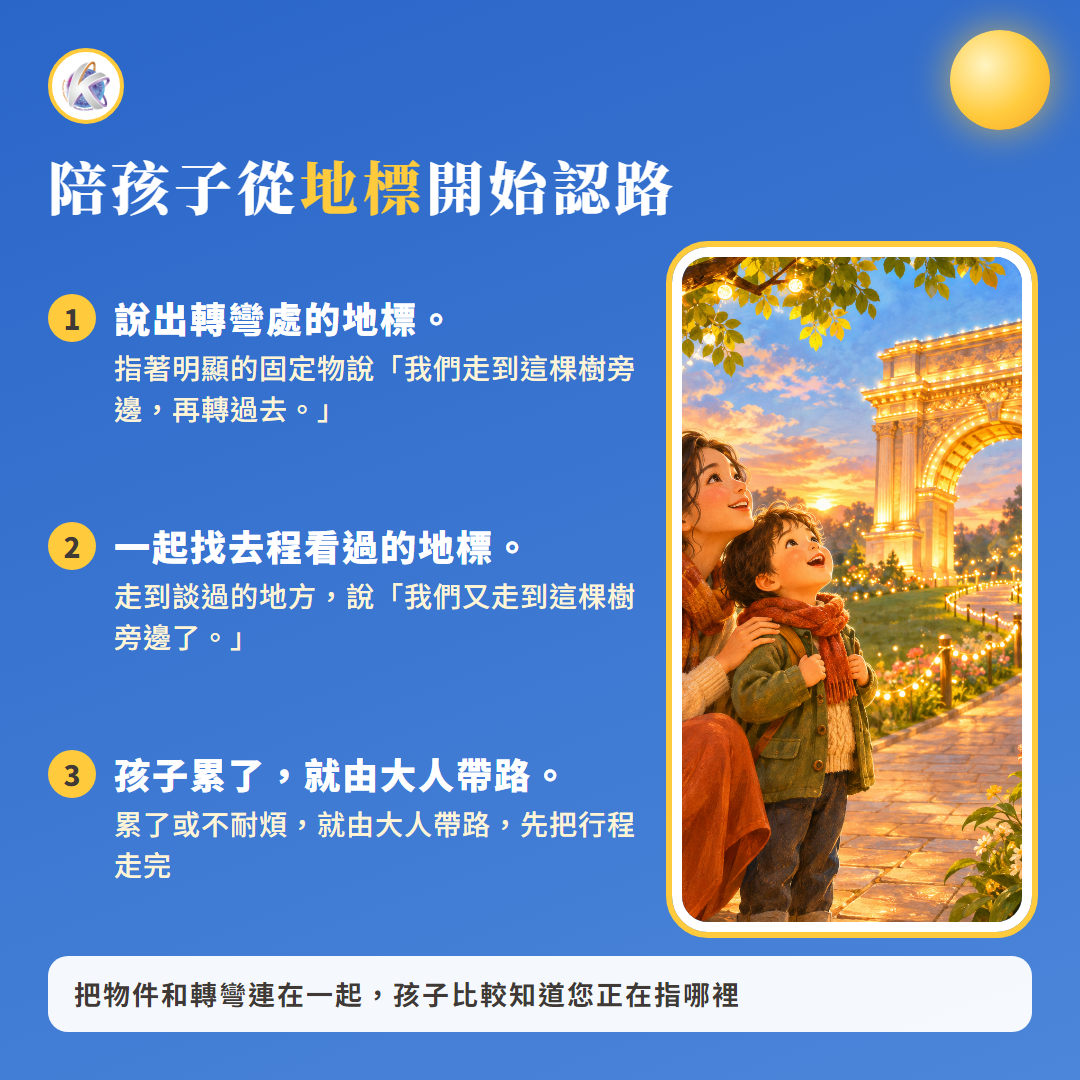 K
陪孩子從地標開始認路
1
說出轉彎處的地標。
指著明顯的固定物說「我們走到這棵樹旁
邊，再轉過去。」
2
一起找去程看過的地標。
走到談過的地方，說「我們又走到這棵樹
旁邊了。」
3
孩子累了，就由大人帶路。
累了或不耐煩，就由大人帶路，先把行程
走完
把物件和轉彎連在一起，孩子比較知道您正在指哪裡